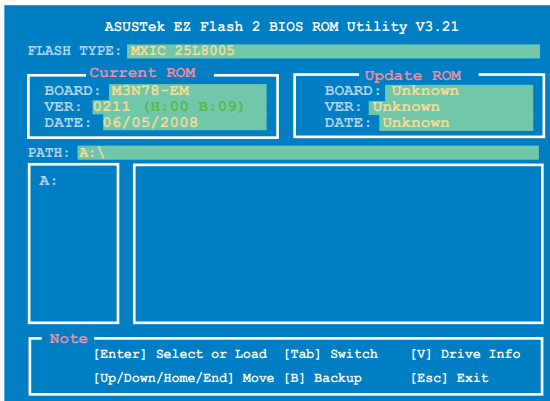 ASUSTek EZ Flash 2 BIOS ROM Utility V3.21
FLASH TYPE: MXIC 25L8005
Current ROM
BOARD: M3N78-EM
VER: 0211 (H:00 B:09)
DATE: 06/05/2008
Update ROM
BOARD: Unknown
VER: Unknown
DATE: Unknown
PATH: A:\
A:
Note
[Enter] Select or Load [Tab] Switch [V] Drive Info
[Up/Down/Home/End] Move [B] Backup [Esc] Exit